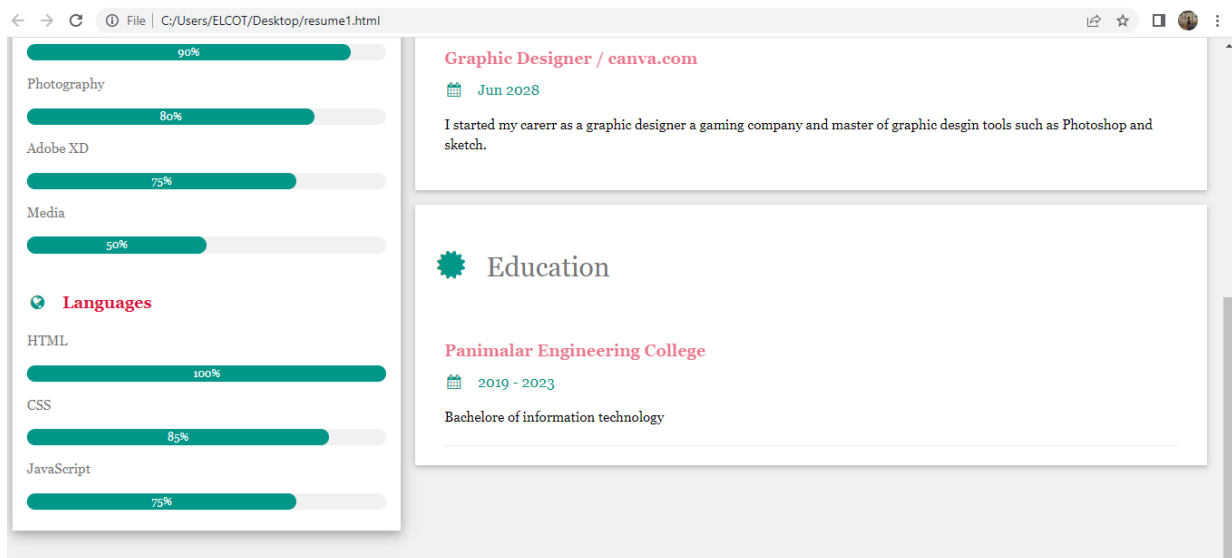 File | C:/Users/ELCOT/Desktop/resume1.html
90%
Photography
80%
Adobe XD
75%
Media
50%
Languages
HTML
100%
CSS
85%
JavaScript
75%
Graphic Designer / canva.com
Jun 2028
I started my carerr as a graphic designer a gaming company and master of graphic desgin tools such as Photoshop and
sketch.
Education
Panimalar Engineering College
2019 - 2023
Bachelore of information technology